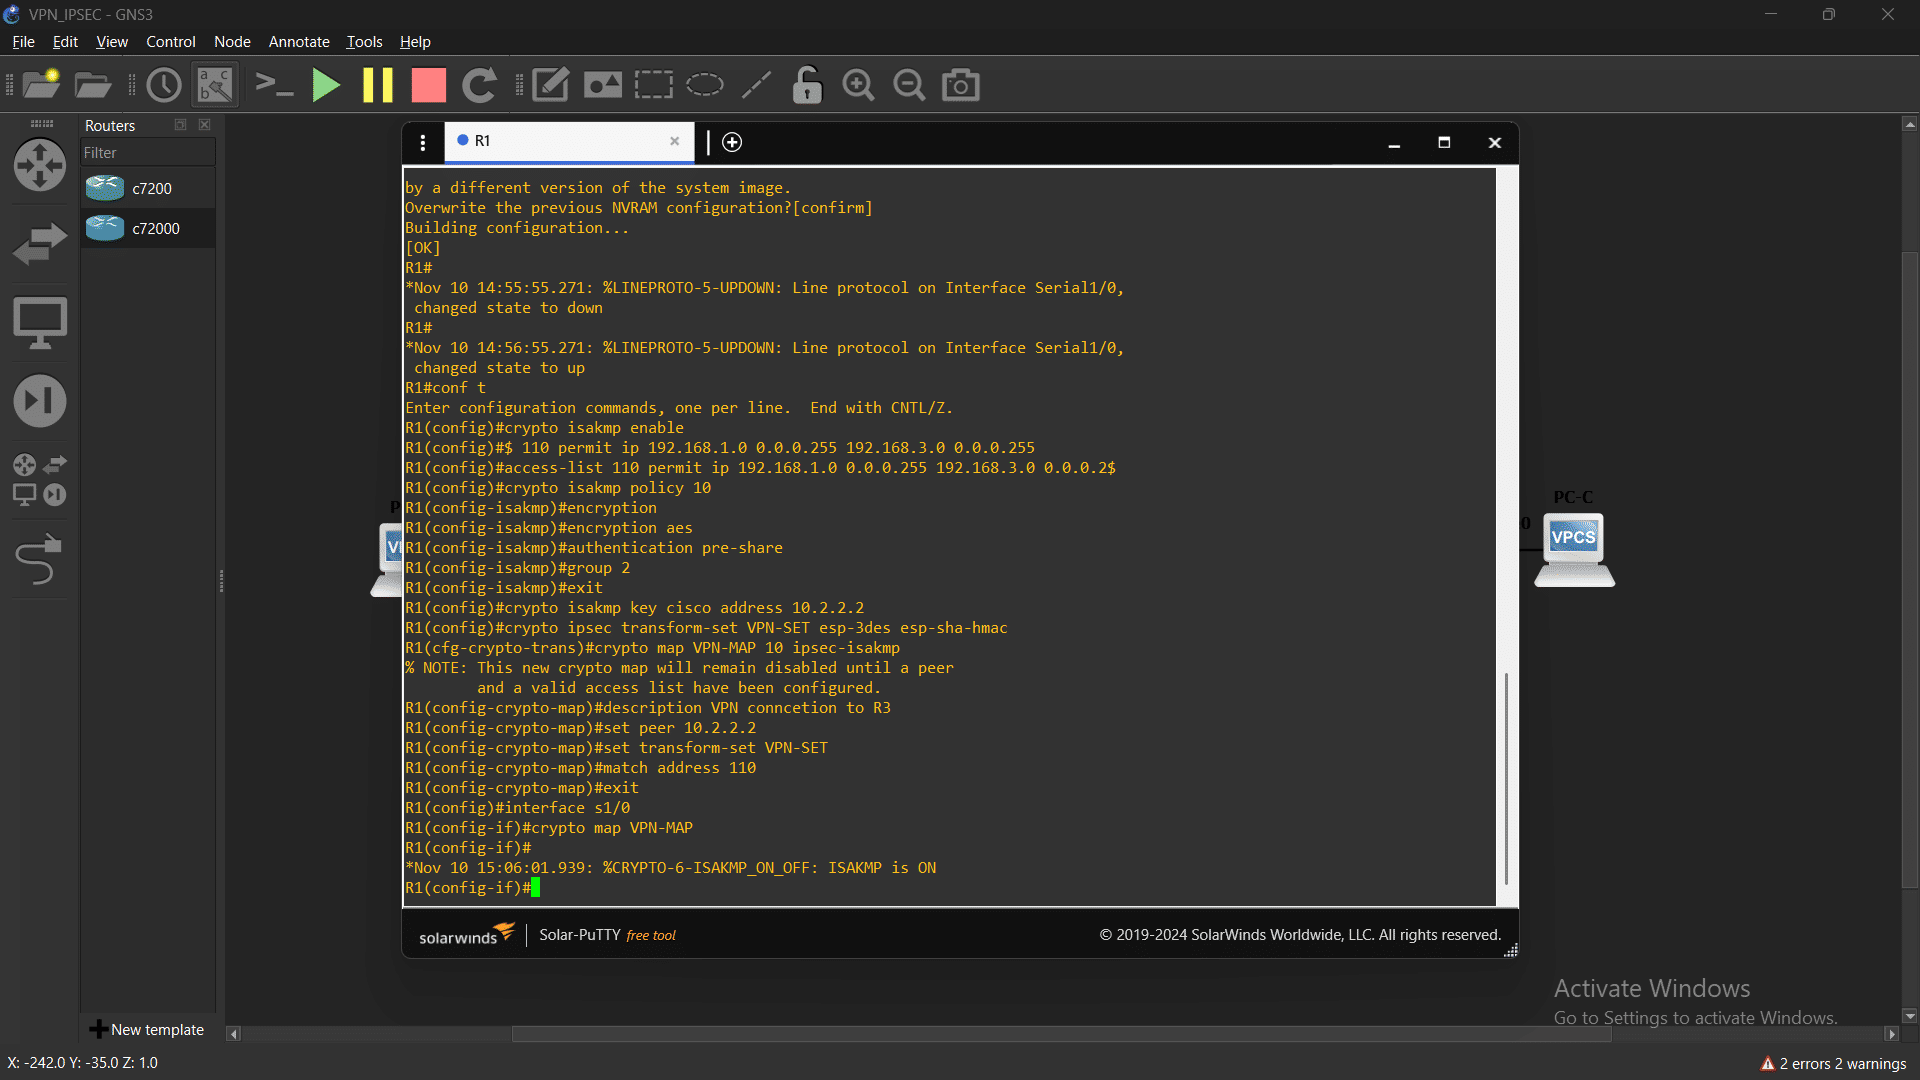 VPN_IPSEC - GNS3
File Edit View Control Node Annotate Tools Help
Routers
Filter
c7200
c72000
New template
R1
by a different version of the system image.
Overwrite the previous NVRAM configuration?[confirm]
Building configuration...
[OK]
R1#
*Nov 10 14:55:55.271: %LINEPROTO-5-UPDOWN: Line protocol on Interface Serial1/0,
changed state to down
R1#
*Nov 10 14:56:55.271: %LINEPROTO-5-UPDOWN: Line protocol on Interface Serial1/0,
changed state to up
R1#conf t
Enter configuration commands, one per line.  End with CNTL/Z.
R1(config)#crypto isakmp enable
R1(config)#$ 110 permit ip 192.168.1.0 0.0.0.255 192.168.3.0 0.0.0.255
R1(config)#access-list 110 permit ip 192.168.1.0 0.0.0.255 192.168.3.0 0.0.0.2$
R1(config)#crypto isakmp policy 10
R1(config-isakmp)#encryption
R1(config-isakmp)#encryption aes
R1(config-isakmp)#authentication pre-share
R1(config-isakmp)#group 2
R1(config-isakmp)#exit
R1(config)#crypto isakmp key cisco address 10.2.2.2
R1(config)#crypto ipsec transform-set VPN-SET esp-3des esp-sha-hmac
R1(cfg-crypto-trans)#crypto map VPN-MAP 10 ipsec-isakmp
% NOTE: This new crypto map will remain disabled until a peer
and a valid access list have been configured.
R1(config-crypto-map)#description VPN conncetion to R3
R1(config-crypto-map)#set peer 10.2.2.2
R1(config-crypto-map)#set transform-set VPN-SET
R1(config-crypto-map)#match address 110
R1(config-crypto-map)#exit
R1(config)#interface s1/0
R1(config-if)#crypto map VPN-MAP
R1(config-if)#
*Nov 10 15:06:01.939: %CRYPTO-6-ISAKMP_ON_OFF: ISAKMP is ON
R1(config-if)#
solarwinds Solar-PuTTY free tool © 2019-2024 SolarWinds Worldwide, LLC. All rights reserved.
PC-C
VPCS
Activate Windows
Go to Settings to activate Windows.
X: -242.0 Y: -35.0 Z: 1.0
2 errors 2 warnings